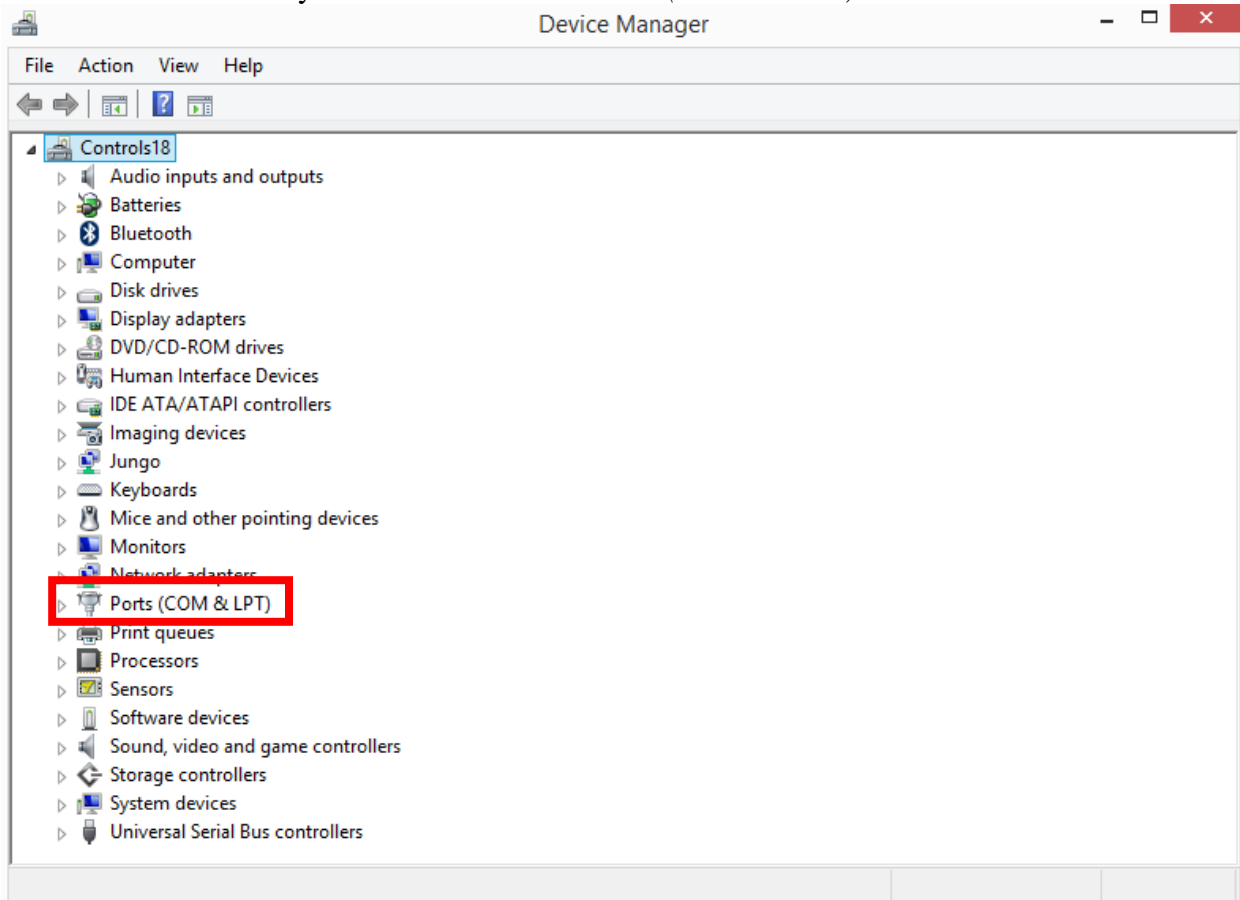 Device Manager
File Action View Help
Controls18
Audio inputs and outputs
Batteries
Bluetooth
Computer
Disk drives
Display adapters
DVD/CD-ROM drives
Human Interface Devices
IDE ATA/ATAPI controllers
Imaging devices
Jungo
Keyboards
Mice and other pointing devices
Monitors
Network adapters
Ports (COM & LPT)
Print queues
Processors
Sensors
Software devices
Sound, video and game controllers
Storage controllers
System devices
Universal Serial Bus controllers